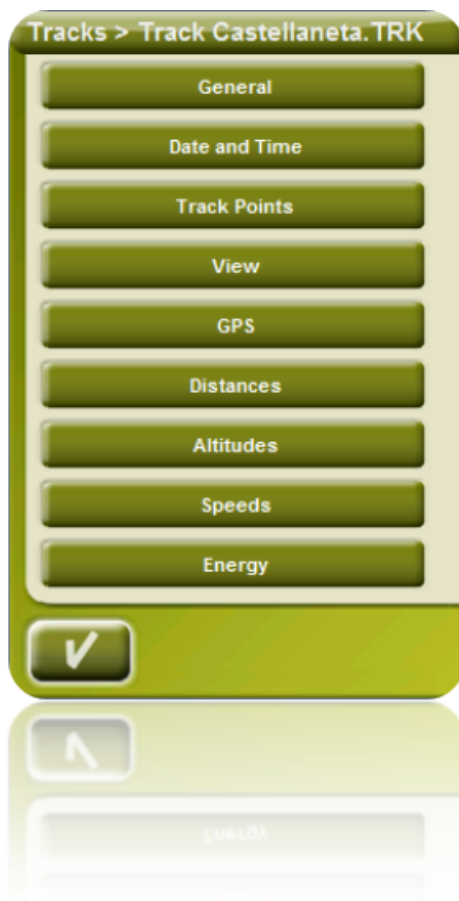 Tracks > Track Castellaneta.TRK
General
Date and Time
Track Points
View
GPS
Distances
Altitudes
Speeds
Energy